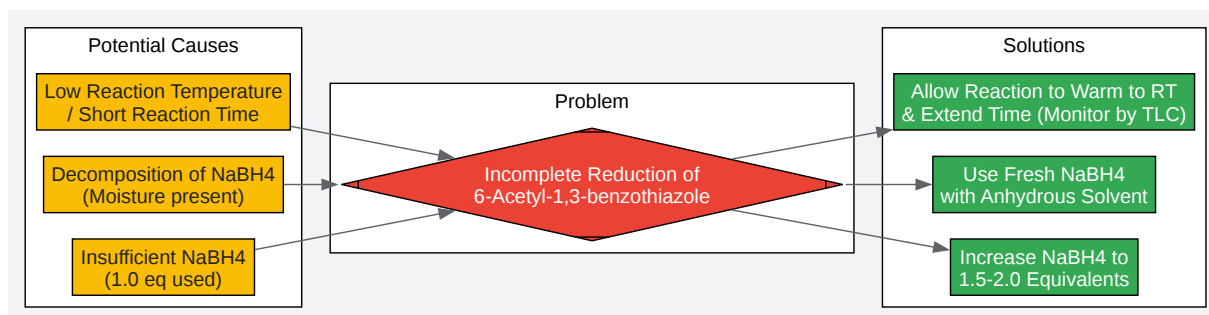 Potential Causes
Low Reaction Temperature
/ Short Reaction Time
Decomposition of NaBH4
(Moisture present)
Insufficient NaBH4
(1.0 eq used)
Problem
Incomplete Reduction of
6-Acetyl-1,3-benzothiazole
Solutions
Allow Reaction to Warm to RT
& Extend Time (Monitor by TLC)
Use Fresh NaBH4
with Anhydrous Solvent
Increase NaBH4 to
1.5-2.0 Equivalents